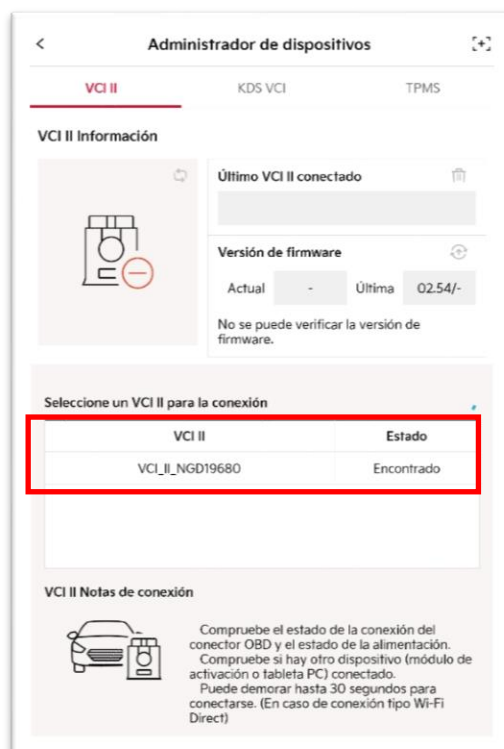 Administrador de dispositivos
VCI II KDS VCI TPMS
VCI II Información
Último VCI II conectado
Versión de firmware
Actual - Última 02.54/-
No se puede verificar la versión de
firmware.
Seleccione un VCI II para la conexión
VCI II Estado
VCI_II_NGD19680 Encontrado
VCI II Notas de conexión
Compruebe el estado de la conexión del
conector OBD y el estado de la alimentación.
Compruebe si hay otro dispositivo (módulo de
activación o tableta PC) conectado.
Puede demorar hasta 30 segundos para
conectarse. (En caso de conexión tipo Wi-Fi
Direct)